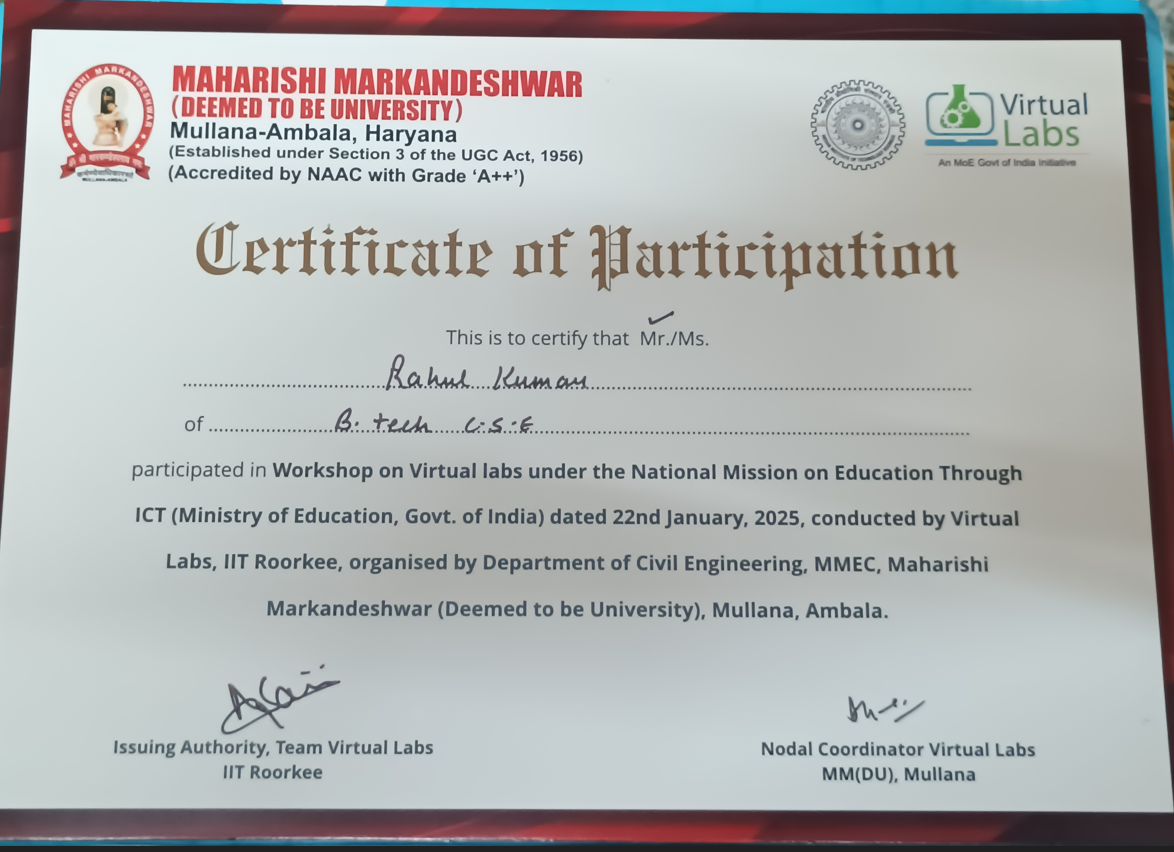 MAHARISHI MARKANDESHWAR
(DEEMED TO BE UNIVERSITY)
Mullana-Ambala, Haryana
(Established under Section 3 of the UGC Act, 1956)
(Accredited by NAAC with Grade ‘A++’)
MAHARISHI MARKANDESHWAR
MULLANA-AMBALA
Virtual
Labs
An MoE Govt of India Initiative
Certificate of Participation
This is to certify that Mr./Ms.
Rahul Kumar
of B. tech C.S.E
participated in Workshop on Virtual labs under the National Mission on Education Through
ICT (Ministry of Education, Govt. of India) dated 22nd January, 2025, conducted by Virtual
Labs, IIT Roorkee, organised by Department of Civil Engineering, MMEC, Maharishi
Markandeshwar (Deemed to be University), Mullana, Ambala.
Issuing Authority, Team Virtual Labs
IIT Roorkee
Nodal Coordinator Virtual Labs
MM(DU), Mullana